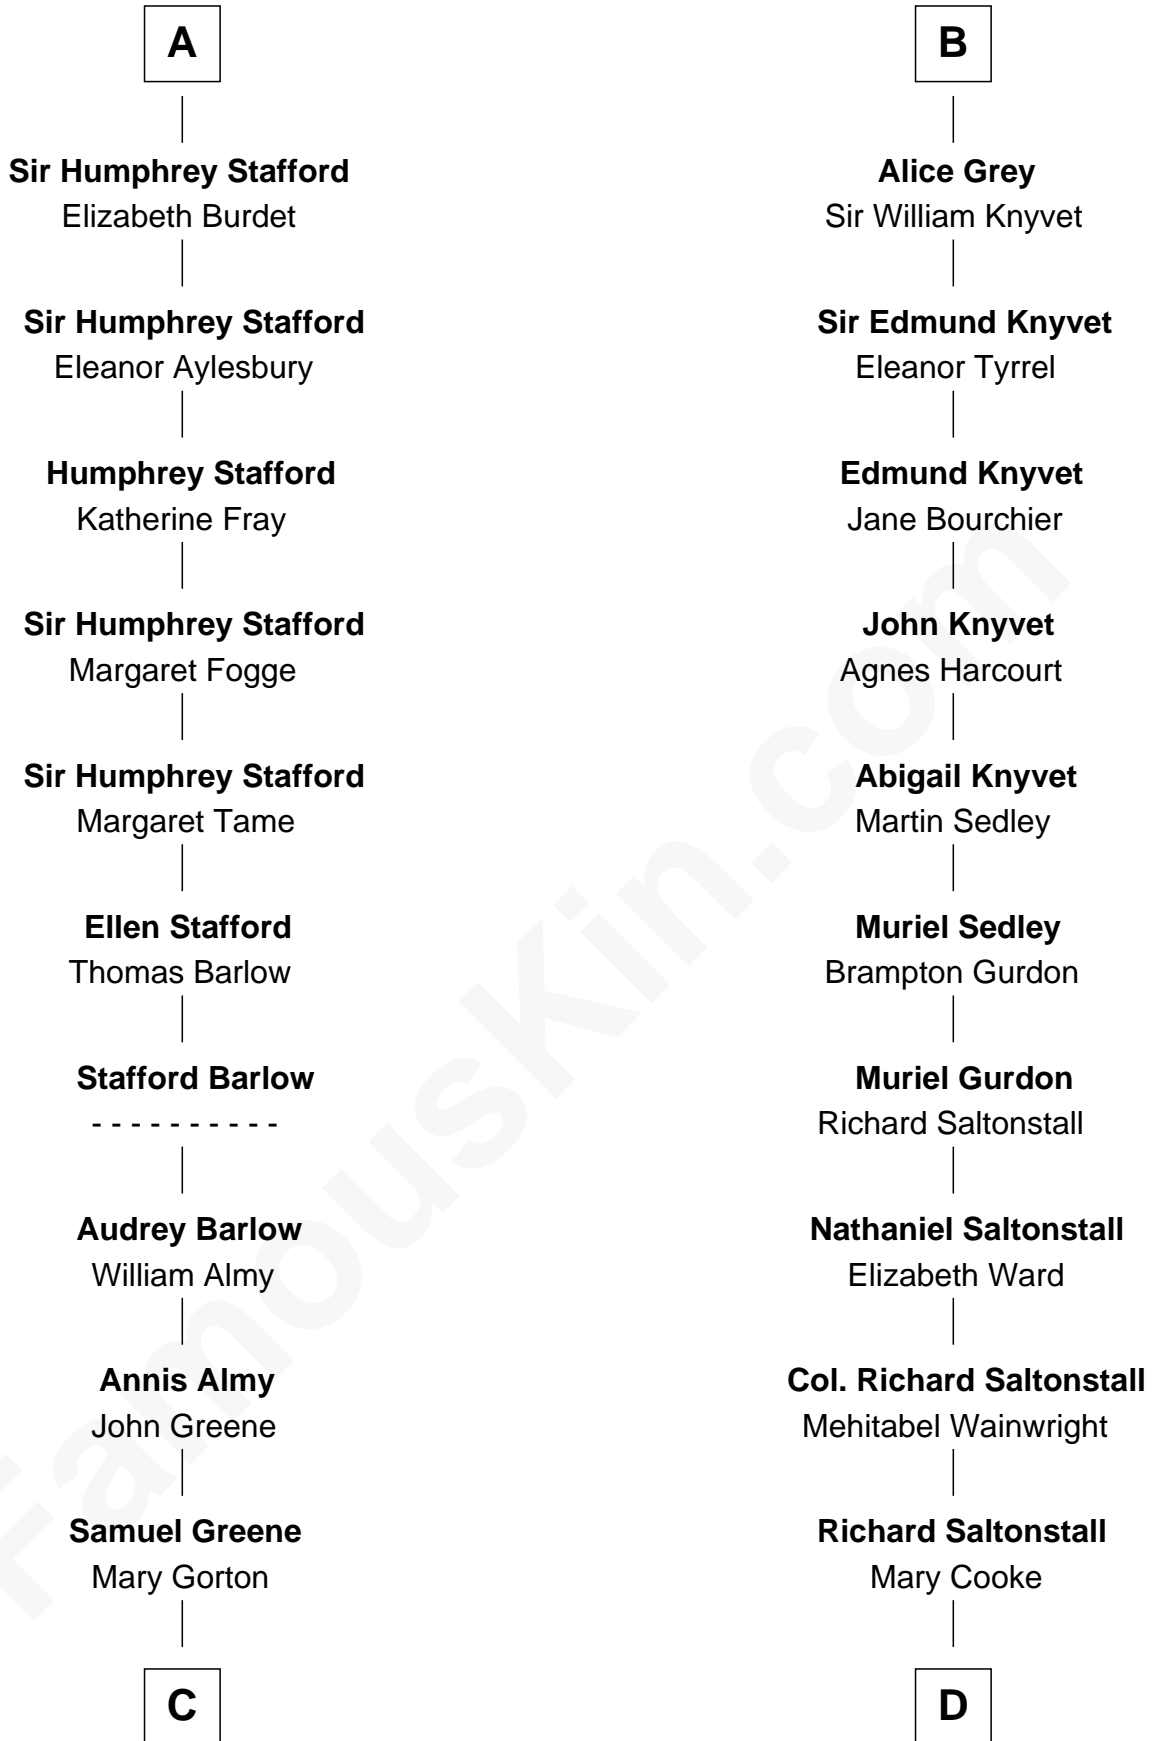 A
Sir Humphrey Stafford
Elizabeth Burdet
Sir Humphrey Stafford
Eleanor Aylesbury
Humphrey Stafford
Katherine Fray
Sir Humphrey Stafford
Margaret Fogge
Sir Humphrey Stafford
Margaret Tame
Ellen Stafford
Thomas Barlow
Stafford Barlow
- - - - - - - - - -
Audrey Barlow
William Almy
Annis Almy
John Greene
Samuel Greene
Mary Gorton
C
B
Alice Grey
Sir William Knyvet
Sir Edmund Knyvet
Eleanor Tyrrel
Edmund Knyvet
Jane Bourchier
John Knyvet
Agnes Harcourt
Abigail Knyvet
Martin Sedley
Muriel Sedley
Brampton Gurdon
Muriel Gurdon
Richard Saltonstall
Nathaniel Saltonstall
Elizabeth Ward
Col. Richard Saltonstall
Mehitabel Wainwright
Richard Saltonstall
Mary Cooke
D
FamousKin.com